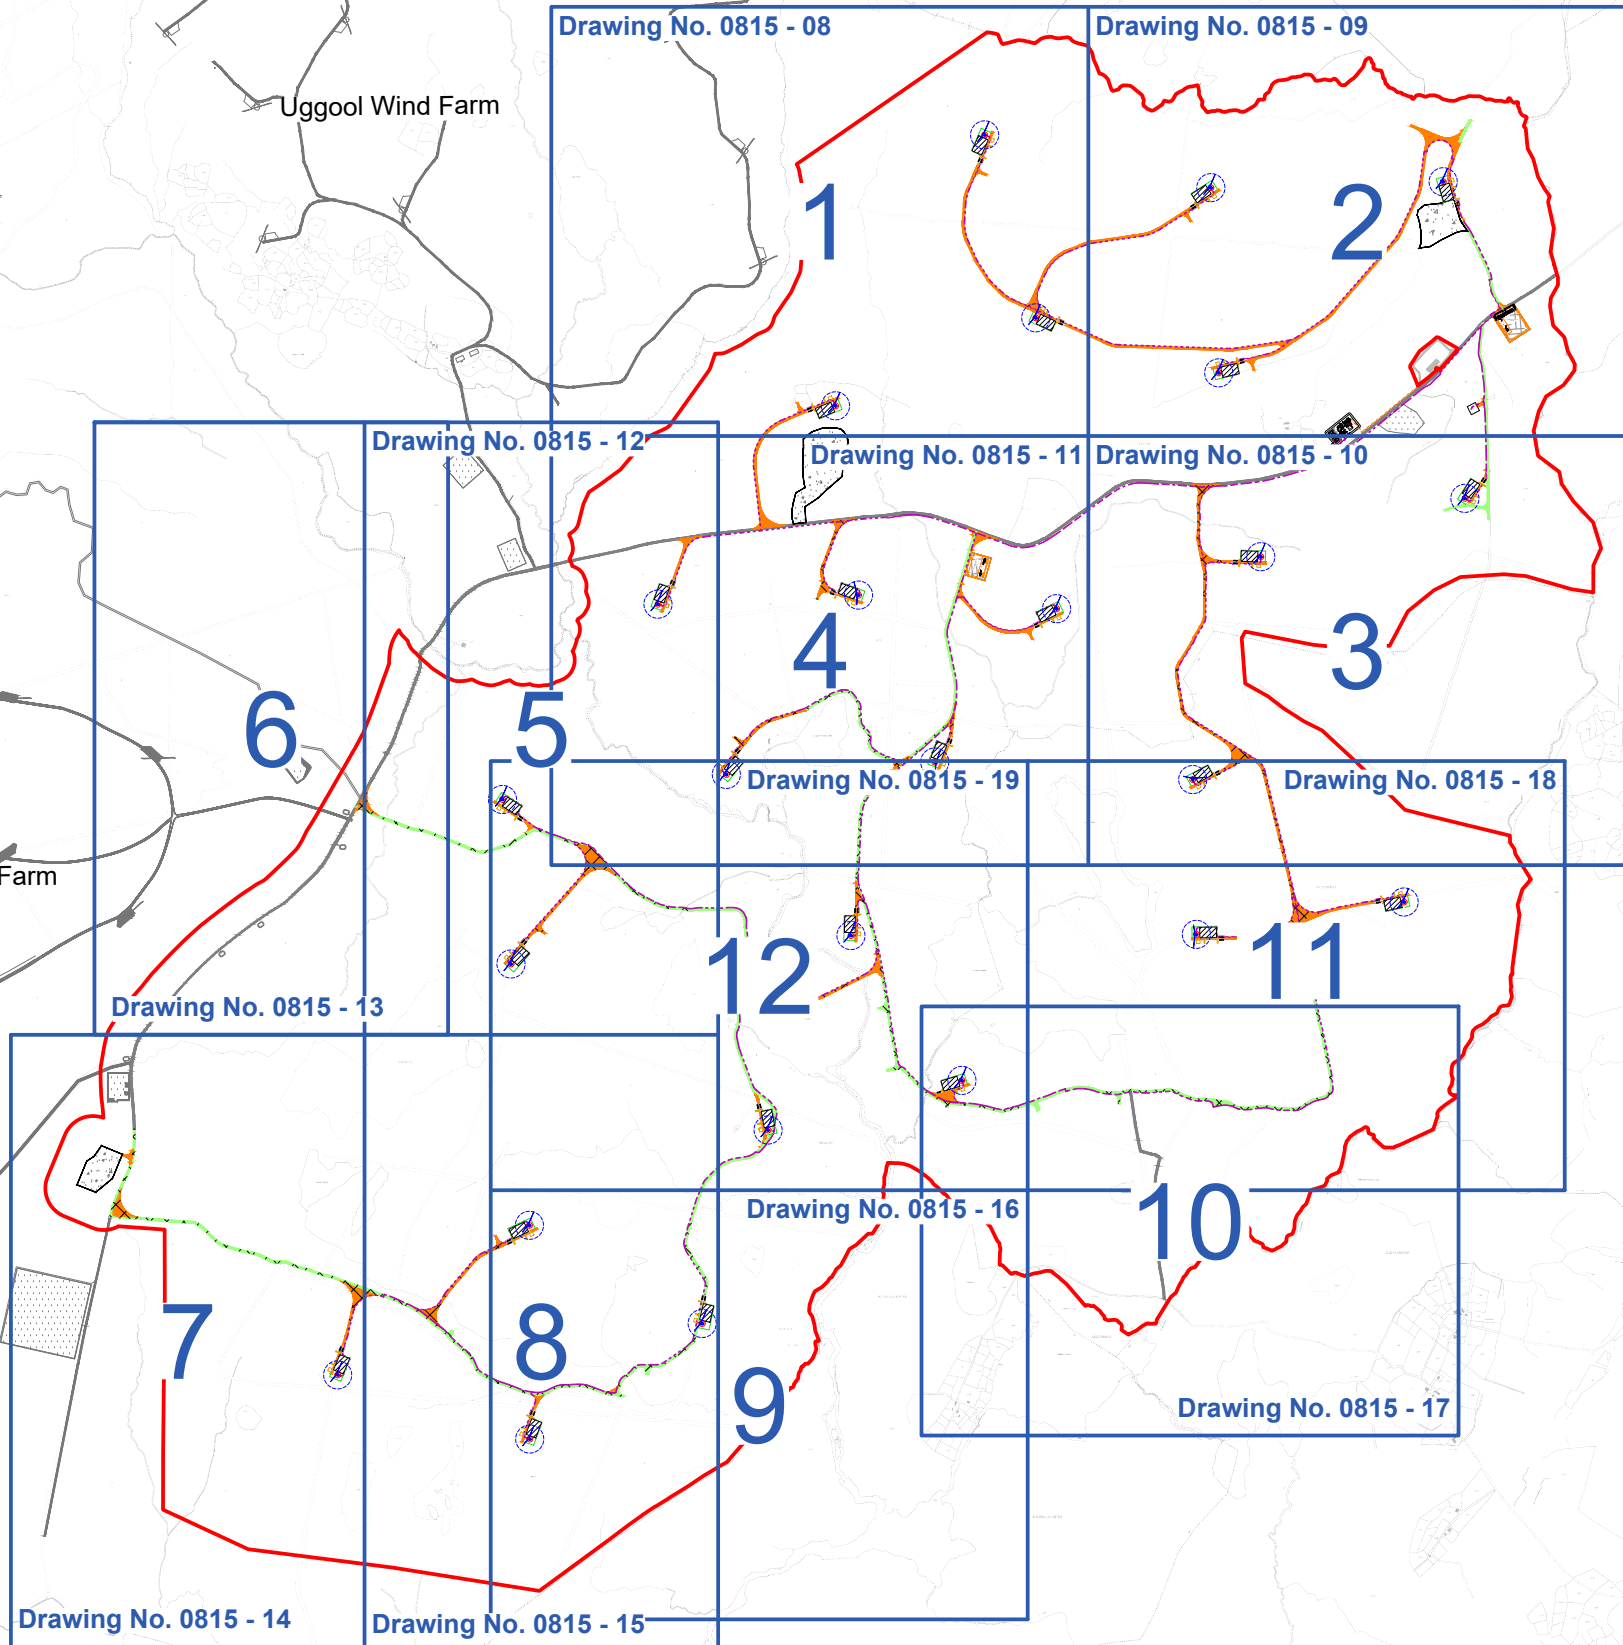 Drawing No. 0815 - 08
Drawing No. 0815 - 09
Uggool Wind Farm
1
2
Drawing No. 0815 - 12
Drawing No. 0815 - 11
Drawing No. 0815 - 10
4
3
6
5
Drawing No. 0815 - 19
Drawing No. 0815 - 18
Farm
12
11
Drawing No. 0815 - 13
10
Drawing No. 0815 - 16
7
8
9
Drawing No. 0815 - 17
Drawing No. 0815 - 14
Drawing No. 0815 - 15